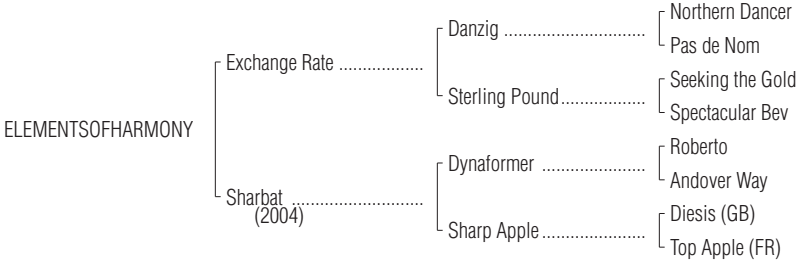 Northern Dancer
Danzig ..............................
Pas de Nom
Exchange Rate ..................
Seeking the Gold
Sterling Pound..................
Spectacular Bev
ELEMENTSOFHARMONY
Roberto
Dynaformer ......................
Andover Way
Sharbat ............................
(2004)
Diesis (GB)
Sharp Apple......................
Top Apple (FR)